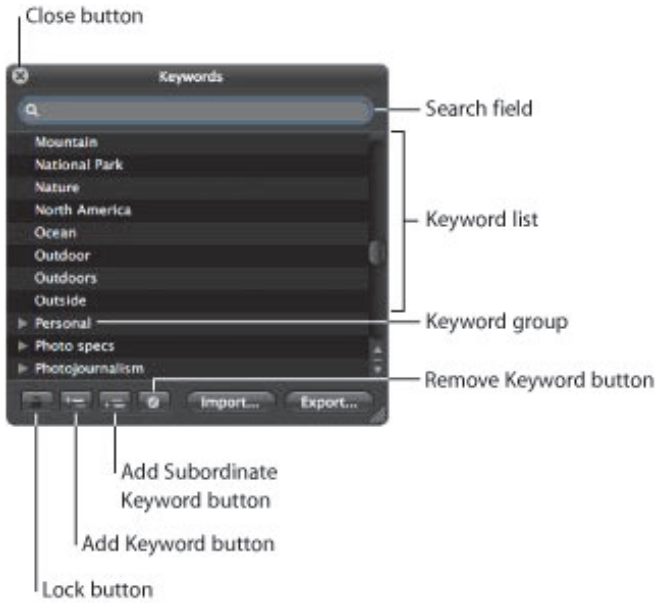 Close button
Keywords
Search field
Mountain
National Park
Nature
North America
Keyword list
Ocean
Outdoor
Outdoors
Outside
Personal
Keyword group
Photo specs
Photojournalism
Remove Keyword button
Import...
Export...
Add Subordinate
Keyword button
Add Keyword button
Lock button